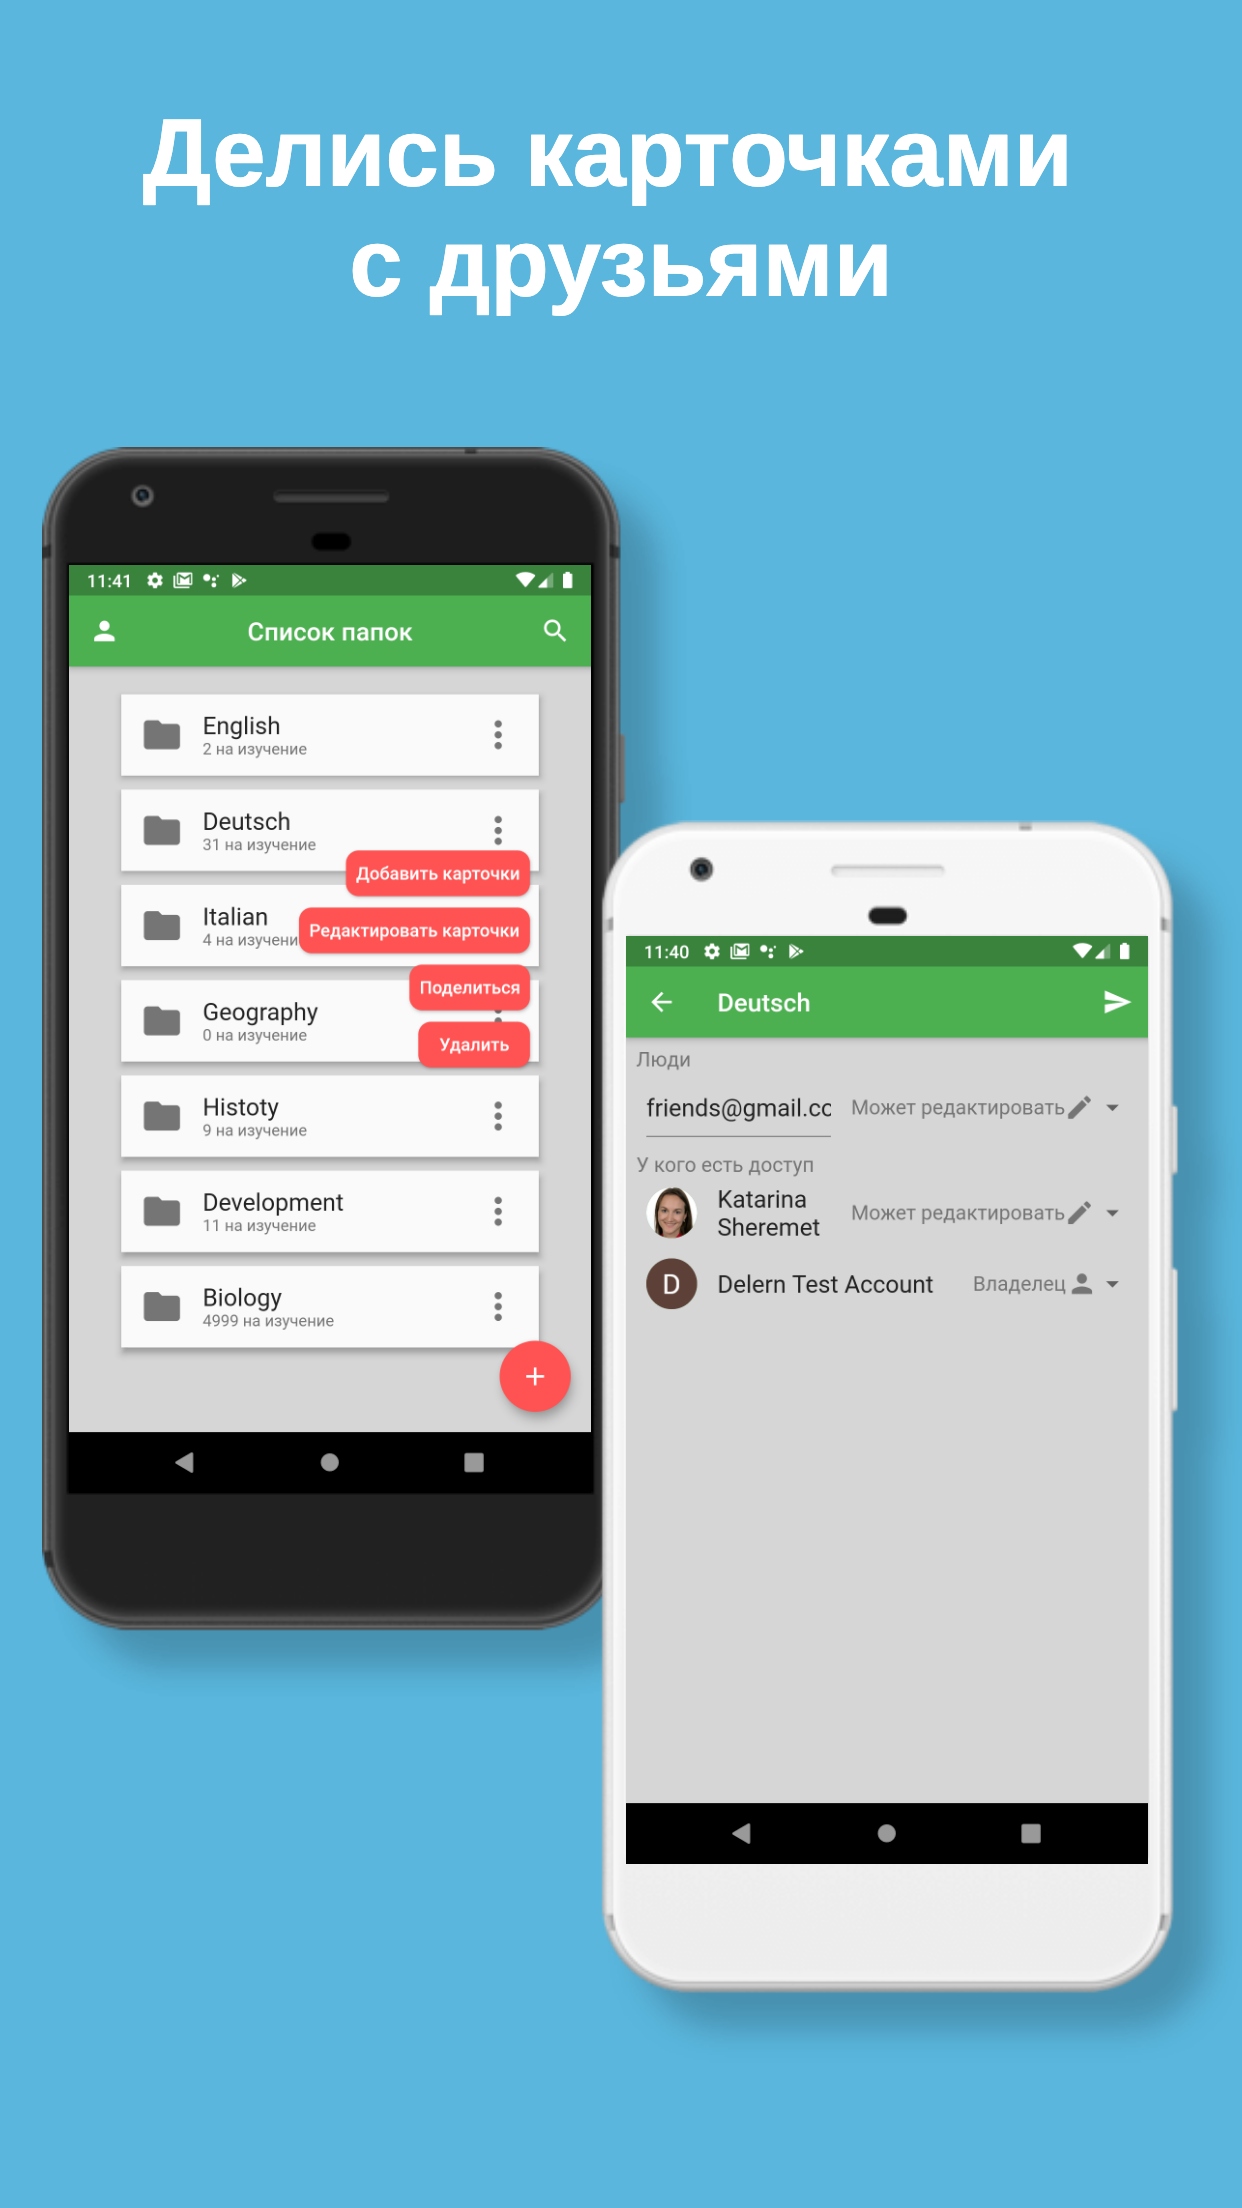 Делись карточками
с друзьями
11:41
Список папок
English
2 на изучение
Deutsch
31 на изучение
Добавить карточки
Italian
4 на изучени
Редактировать карточки
Поделиться
Geography
0 на изучение
Удалить
Histoty
9 на изучение
Development
11 на изучение
Biology
4999 на изучение
+
11:40
Deutsch
Люди
friends@gmail.cc Может редактировать
У кого есть доступ
Katarina
Sheremet
Может редактировать
D Delern Test Account Владелец